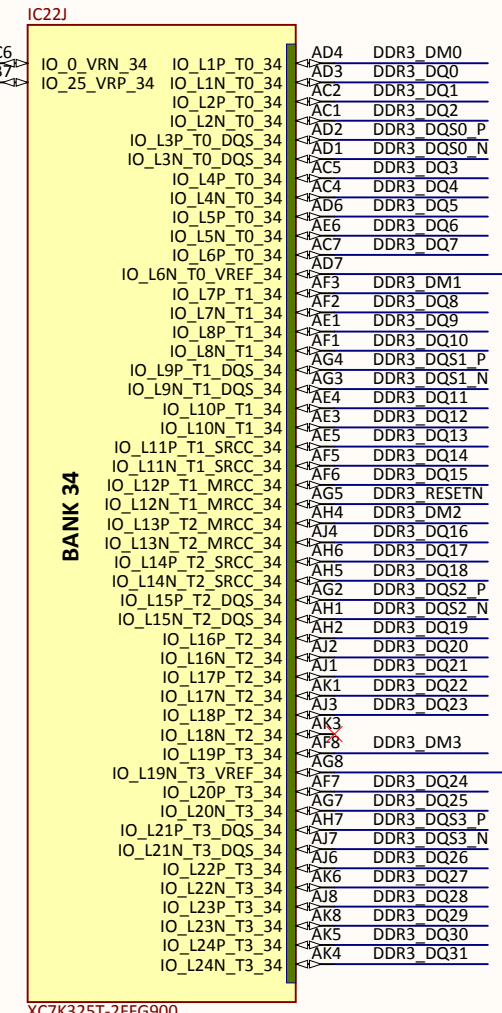 IC22J
IO_0_VRN_34 IO_L1P_T0_34 AD4 DDR3_DM0
IO_25_VRP_34 IO_L1N_T0_34 AD3 DDR3_DQ0
IO_L2P_T0_34 AC2 DDR3_DQ1
IO_L2N_T0_34 AC1 DDR3_DQ2
IO_L3P_T0_DQS_34 AD2 DDR3_DQS0_P
IO_L3N_T0_DQS_34 AD1 DDR3_DQS0_N
IO_L4P_T0_34 AC5 DDR3_DQ3
IO_L4N_T0_34 AC4 DDR3_DQ4
IO_L5P_T0_34 AD6 DDR3_DQ5
IO_L5N_T0_34 AE6 DDR3_DQ6
IO_L6P_T0_34 AC7 DDR3_DQ7
IO_L6N_T0_VREF_34 AD7
IO_L7P_T1_34 AF3 DDR3_DM1
IO_L7N_T1_34 AF2 DDR3_DQ8
IO_L8P_T1_34 AE1 DDR3_DQ9
IO_L8N_T1_34 AF1 DDR3_DQ10
IO_L9P_T1_DQS_34 AG4 DDR3_DQS1_P
IO_L9N_T1_DQS_34 AG3 DDR3_DQS1_N
IO_L10P_T1_34 AE4 DDR3_DQ11
IO_L10N_T1_34 AE3 DDR3_DQ12
IO_L11P_T1_SRCC_34 AE5 DDR3_DQ13
IO_L11N_T1_SRCC_34 AF5 DDR3_DQ14
IO_L12P_T1_MRCC_34 AF6 DDR3_DQ15
IO_L12N_T1_MRCC_34 AG5 DDR3_RESETN
IO_L13P_T2_MRCC_34 AH4 DDR3_DM2
IO_L13N_T2_MRCC_34 AJ4 DDR3_DQ16
IO_L14P_T2_SRCC_34 AH6 DDR3_DQ17
IO_L14N_T2_SRCC_34 AH5 DDR3_DQ18
IO_L15P_T2_DQS_34 AG2 DDR3_DQS2_P
IO_L15N_T2_DQS_34 AH1 DDR3_DQS2_N
IO_L16P_T2_34 AH2 DDR3_DQ19
IO_L16N_T2_34 AJ2 DDR3_DQ20
IO_L17P_T2_34 AJ1 DDR3_DQ21
IO_L17N_T2_34 AK1 DDR3_DQ22
IO_L18P_T2_34 AJ3 DDR3_DQ23
IO_L18N_T2_34 AK3
IO_L19P_T3_34 AF8 DDR3_DM3
IO_L19N_T3_VREF_34 AG8
IO_L20P_T3_34 AF7 DDR3_DQ24
IO_L20N_T3_34 AG7 DDR3_DQ25
IO_L21P_T3_DQS_34 AH7 DDR3_DQS3_P
IO_L21N_T3_DQS_34 AJ7 DDR3_DQS3_N
IO_L22P_T3_34 AJ6 DDR3_DQ26
IO_L22N_T3_34 AK6 DDR3_DQ27
IO_L23P_T3_34 AJ8 DDR3_DQ28
IO_L23N_T3_34 AK8 DDR3_DQ29
IO_L24P_T3_34 AK5 DDR3_DQ30
IO_L24N_T3_34 AK4 DDR3_DQ31
BANK 34
XC7K325T-2FFG900